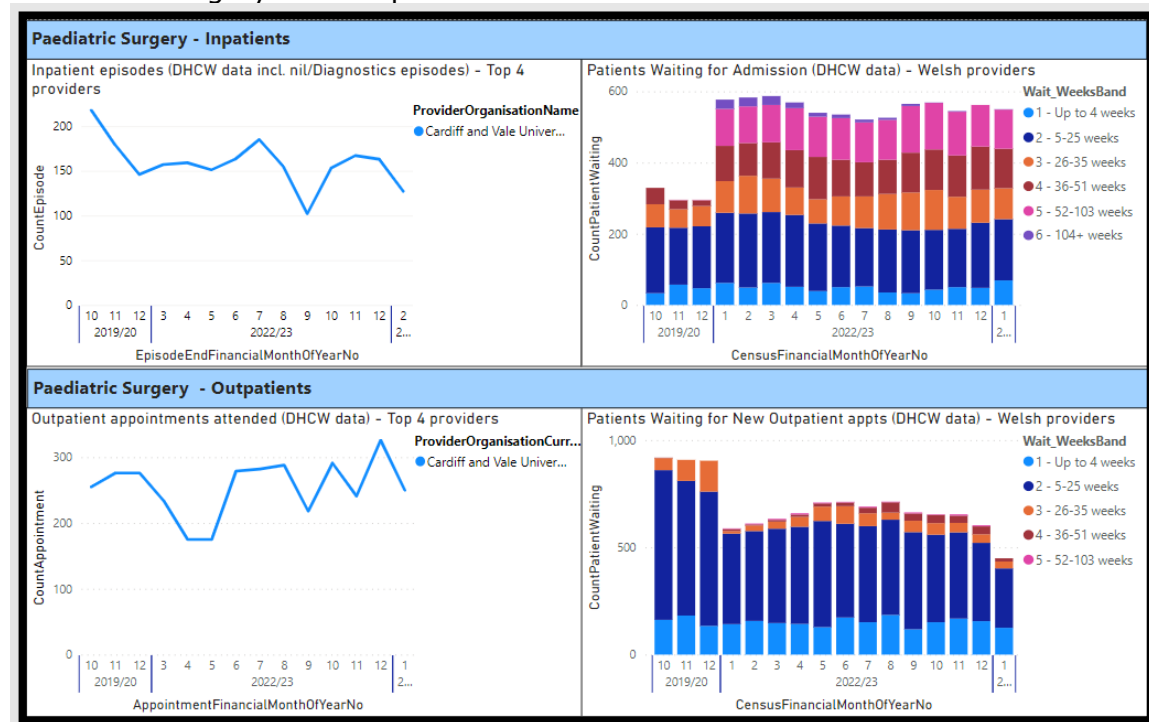 Paediatric Surgery - Inpatients
Inpatient episodes (DHCW data incl. nil/Diagnostics episodes) - Top 4
providers
ProviderOrganisationName
Cardiff and Vale Univer...
CountEpisode
200
150
100
50
0
10 11 12 3 4 5 6 7 8 9 10 11 12 2
2019/20 2022/23 2...
EpisodeEndFinancialMonthOfYearNo
Patients Waiting for Admission (DHCW data) - Welsh providers
Wait_WeeksBand
1 - Up to 4 weeks
2 - 5-25 weeks
3 - 26-35 weeks
4 - 36-51 weeks
5 - 52-103 weeks
6 - 104+ weeks
CountPatientWaiting
600
400
200
0
10 11 12 1 2 3 4 5 6 7 8 9 10 11 12 1
2019/20 2022/23 2...
CensusFinancialMonthOfYearNo
Paediatric Surgery - Outpatients
Outpatient appointments attended (DHCW data) - Top 4 providers
ProviderOrganisationCurr...
Cardiff and Vale Univer...
CountAppointment
300
200
100
0
10 11 12 3 4 5 6 7 8 9 10 11 12 1
2019/20 2022/23 2...
AppointmentFinancialMonthOfYearNo
Patients Waiting for New Outpatient appts (DHCW data) - Welsh providers
Wait_WeeksBand
1 - Up to 4 weeks
2 - 5-25 weeks
3 - 26-35 weeks
4 - 36-51 weeks
5 - 52-103 weeks
CountPatientWaiting
1,000
500
0
10 11 12 1 2 3 4 5 6 7 8 9 10 11 12 1
2019/20 2022/23 2...
CensusFinancialMonthOfYearNo